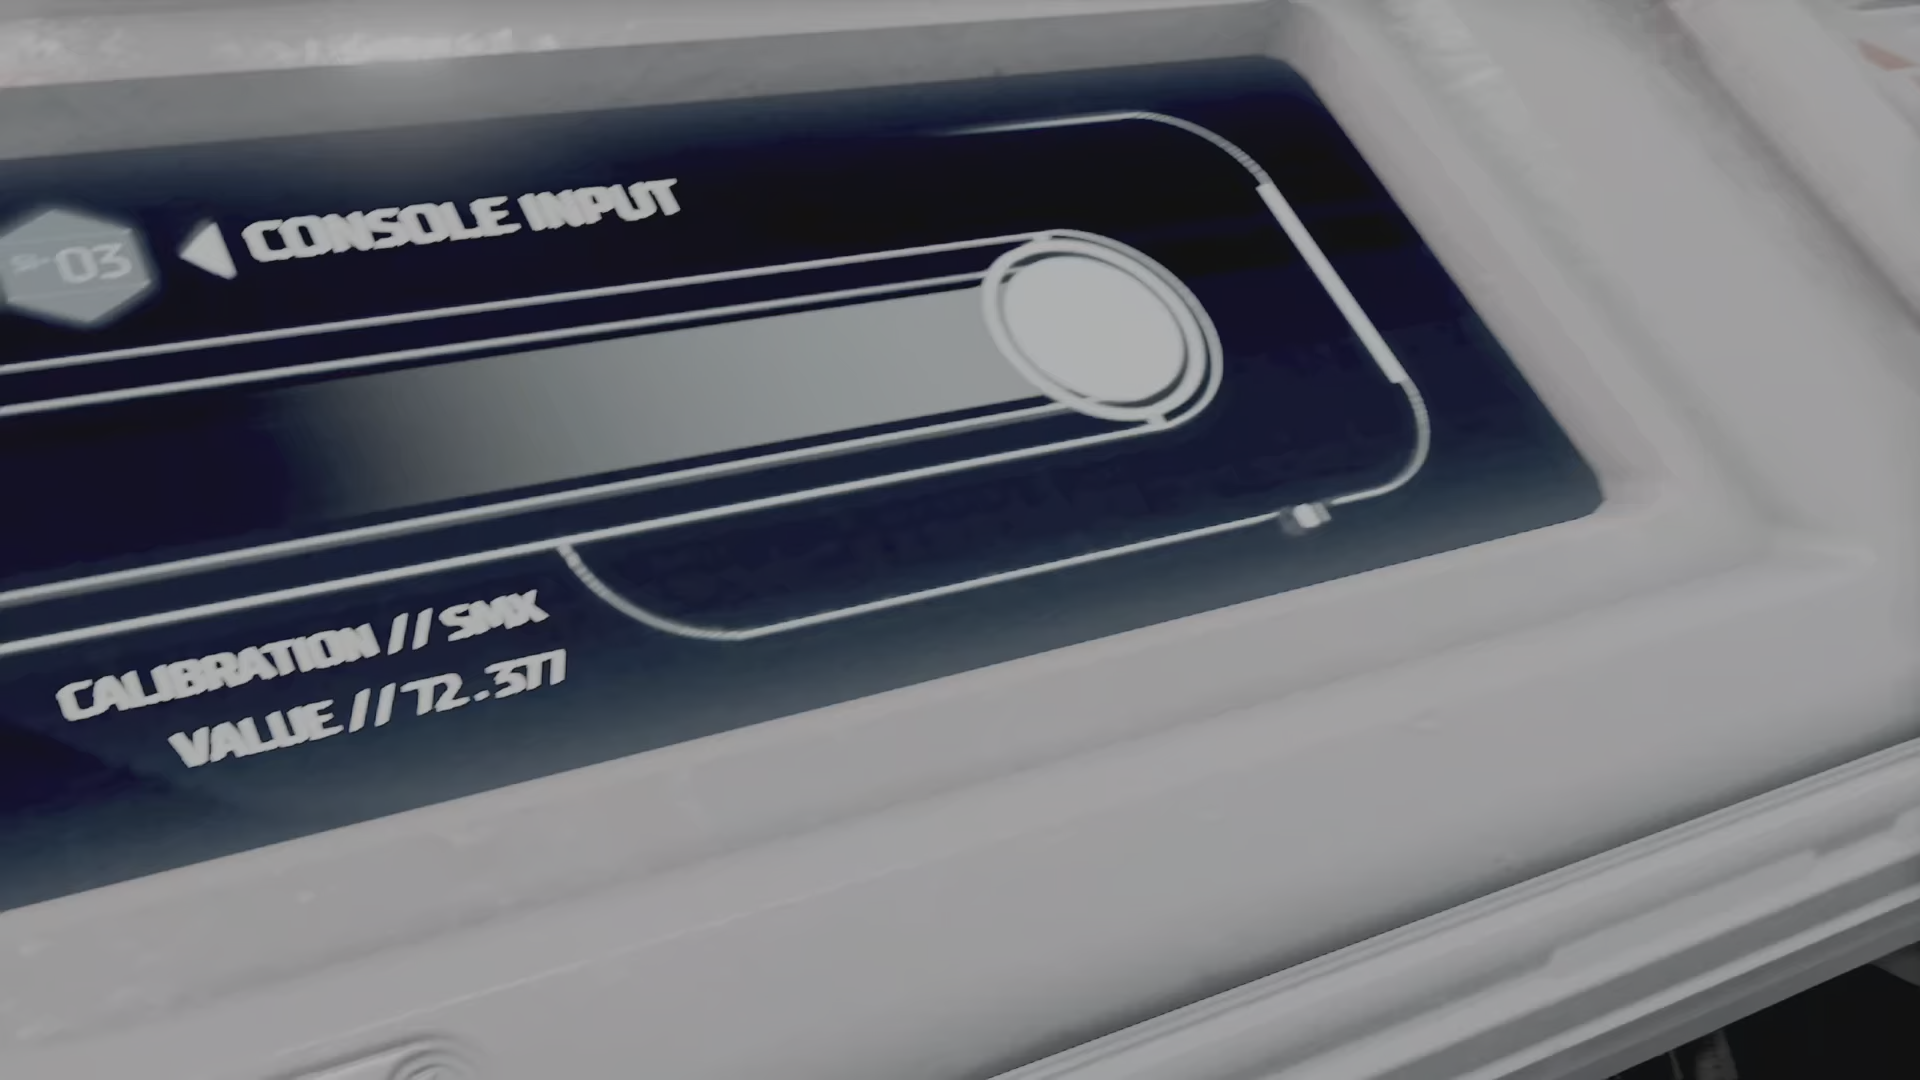 03
CONSOLE INPUT
CALIBRATION // SMX
VALUE // 72.377